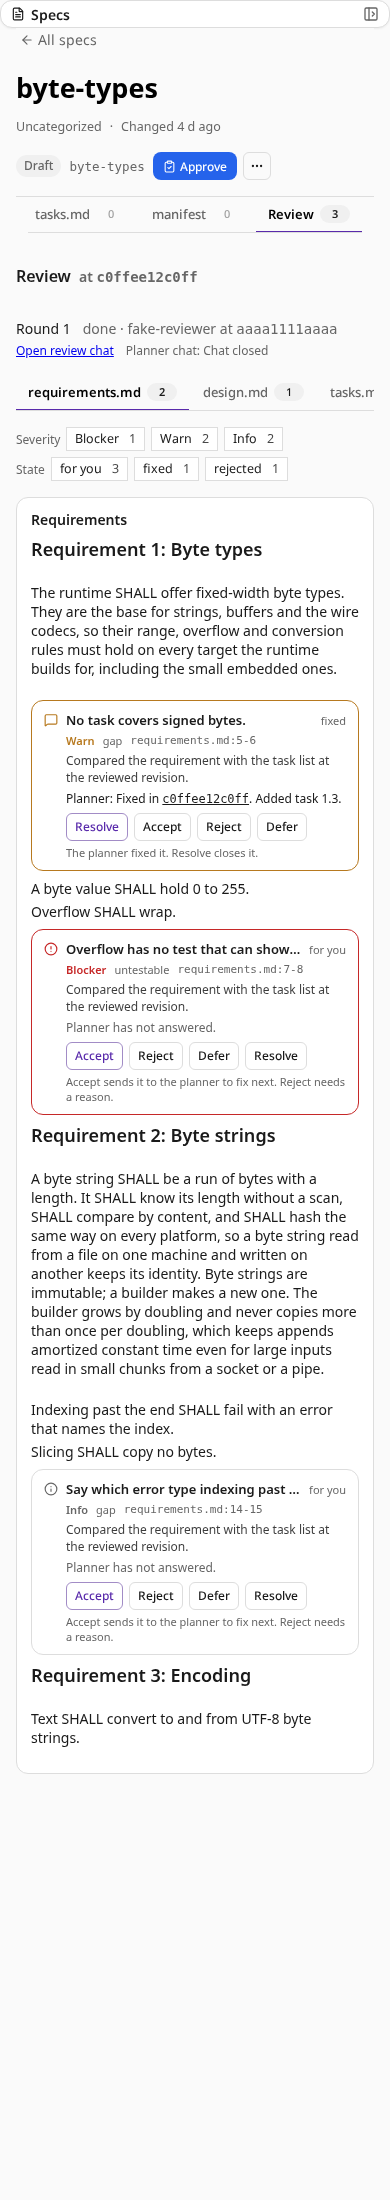 Specs
All specs
byte-types
Uncategorized · Changed 4 d ago
Draft byte-types Approve
tasks.md 0 manifest 0 Review 3
Review at c0ffee12c0ff
Round 1 done · fake-reviewer at aaaa1111aaaa
Open review chat Planner chat: Chat closed
requirements.md 2 design.md 1 tasks.m
Severity Blocker 1 Warn 2 Info 2
State for you 3 fixed 1 rejected 1
Requirements
Requirement 1: Byte types
The runtime SHALL offer fixed-width byte types.
They are the base for strings, buffers and the wire
codecs, so their range, overflow and conversion
rules must hold on every target the runtime
builds for, including the small embedded ones.
No task covers signed bytes. fixed
Warn gap requirements.md:5-6
Compared the requirement with the task list at
the reviewed revision.
Planner: Fixed in c0ffee12c0ff. Added task 1.3.
Resolve Accept Reject Defer
The planner fixed it. Resolve closes it.
A byte value SHALL hold 0 to 255.
Overflow SHALL wrap.
Overflow has no test that can show... for you
Blocker untestable requirements.md:7-8
Compared the requirement with the task list at
the reviewed revision.
Planner has not answered.
Accept Reject Defer Resolve
Accept sends it to the planner to fix next. Reject needs
a reason.
Requirement 2: Byte strings
A byte string SHALL be a run of bytes with a
length. It SHALL know its length without a scan,
SHALL compare by content, and SHALL hash the
same way on every platform, so a byte string read
from a file on one machine and written on
another keeps its identity. Byte strings are
immutable; a builder makes a new one. The
builder grows by doubling and never copies more
than once per doubling, which keeps appends
amortized constant time even for large inputs
read in small chunks from a socket or a pipe.
Indexing past the end SHALL fail with an error
that names the index.
Slicing SHALL copy no bytes.
Say which error type indexing past ... for you
Info gap requirements.md:14-15
Compared the requirement with the task list at
the reviewed revision.
Planner has not answered.
Accept Reject Defer Resolve
Accept sends it to the planner to fix next. Reject needs
a reason.
Requirement 3: Encoding
Text SHALL convert to and from UTF-8 byte
strings.